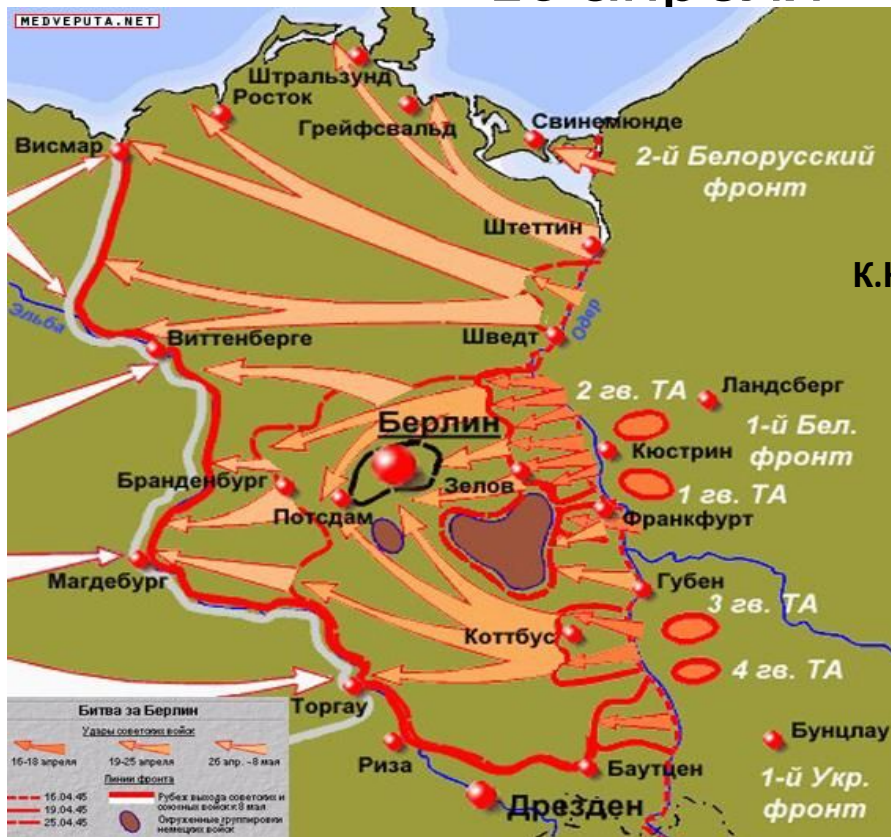 MEDVEPUTA.NET
Штральзунд
Росток
Грейфсвальд
Свинемюнде
Висмар
2-й Белорусский
фронт
Штеттин
К.К
Эльба
Одер
Виттенберге
Шведт
2 гв. ТА
Ландсберг
Берлин
1-й Бел.
фронт
Кюстрин
Бранденбург
Зелов
1 гв. ТА
Потсдам
Франкфурт
Магдебург
Губен
3 гв. ТА
Коттбус
4 гв. ТА
Торгау
Бунцлау
Риза
Баутцен
1-й Укр.
фронт
Дрезден
Битва за Берлин
Удары советских войск
16-18 апреля
19-25 апреля
26 апр. -8 мая
Линии фронта
16.04.45
19.04.45
25.04.45
Рубеж выхода советских и
союзных войск к 8 мая
Окруженные группировки
немецких войск